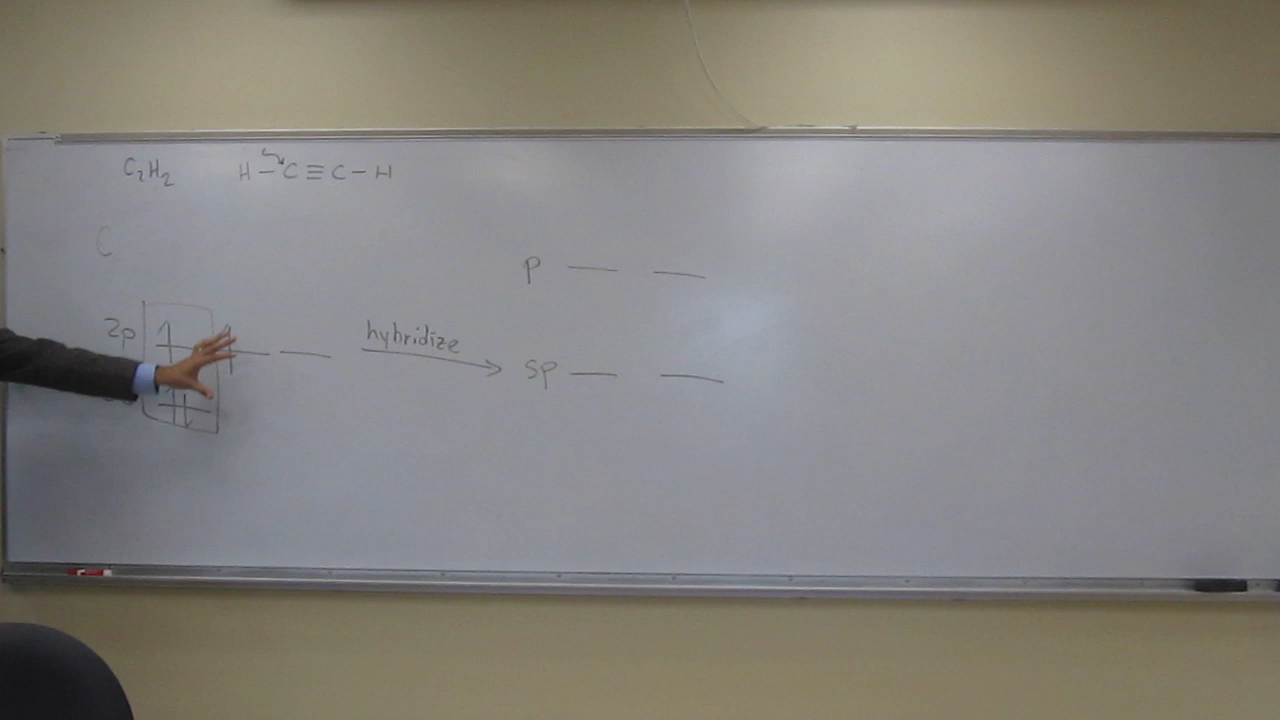 C₂H₂ H–C≡C–H
C
p
2p
hybridize
sp